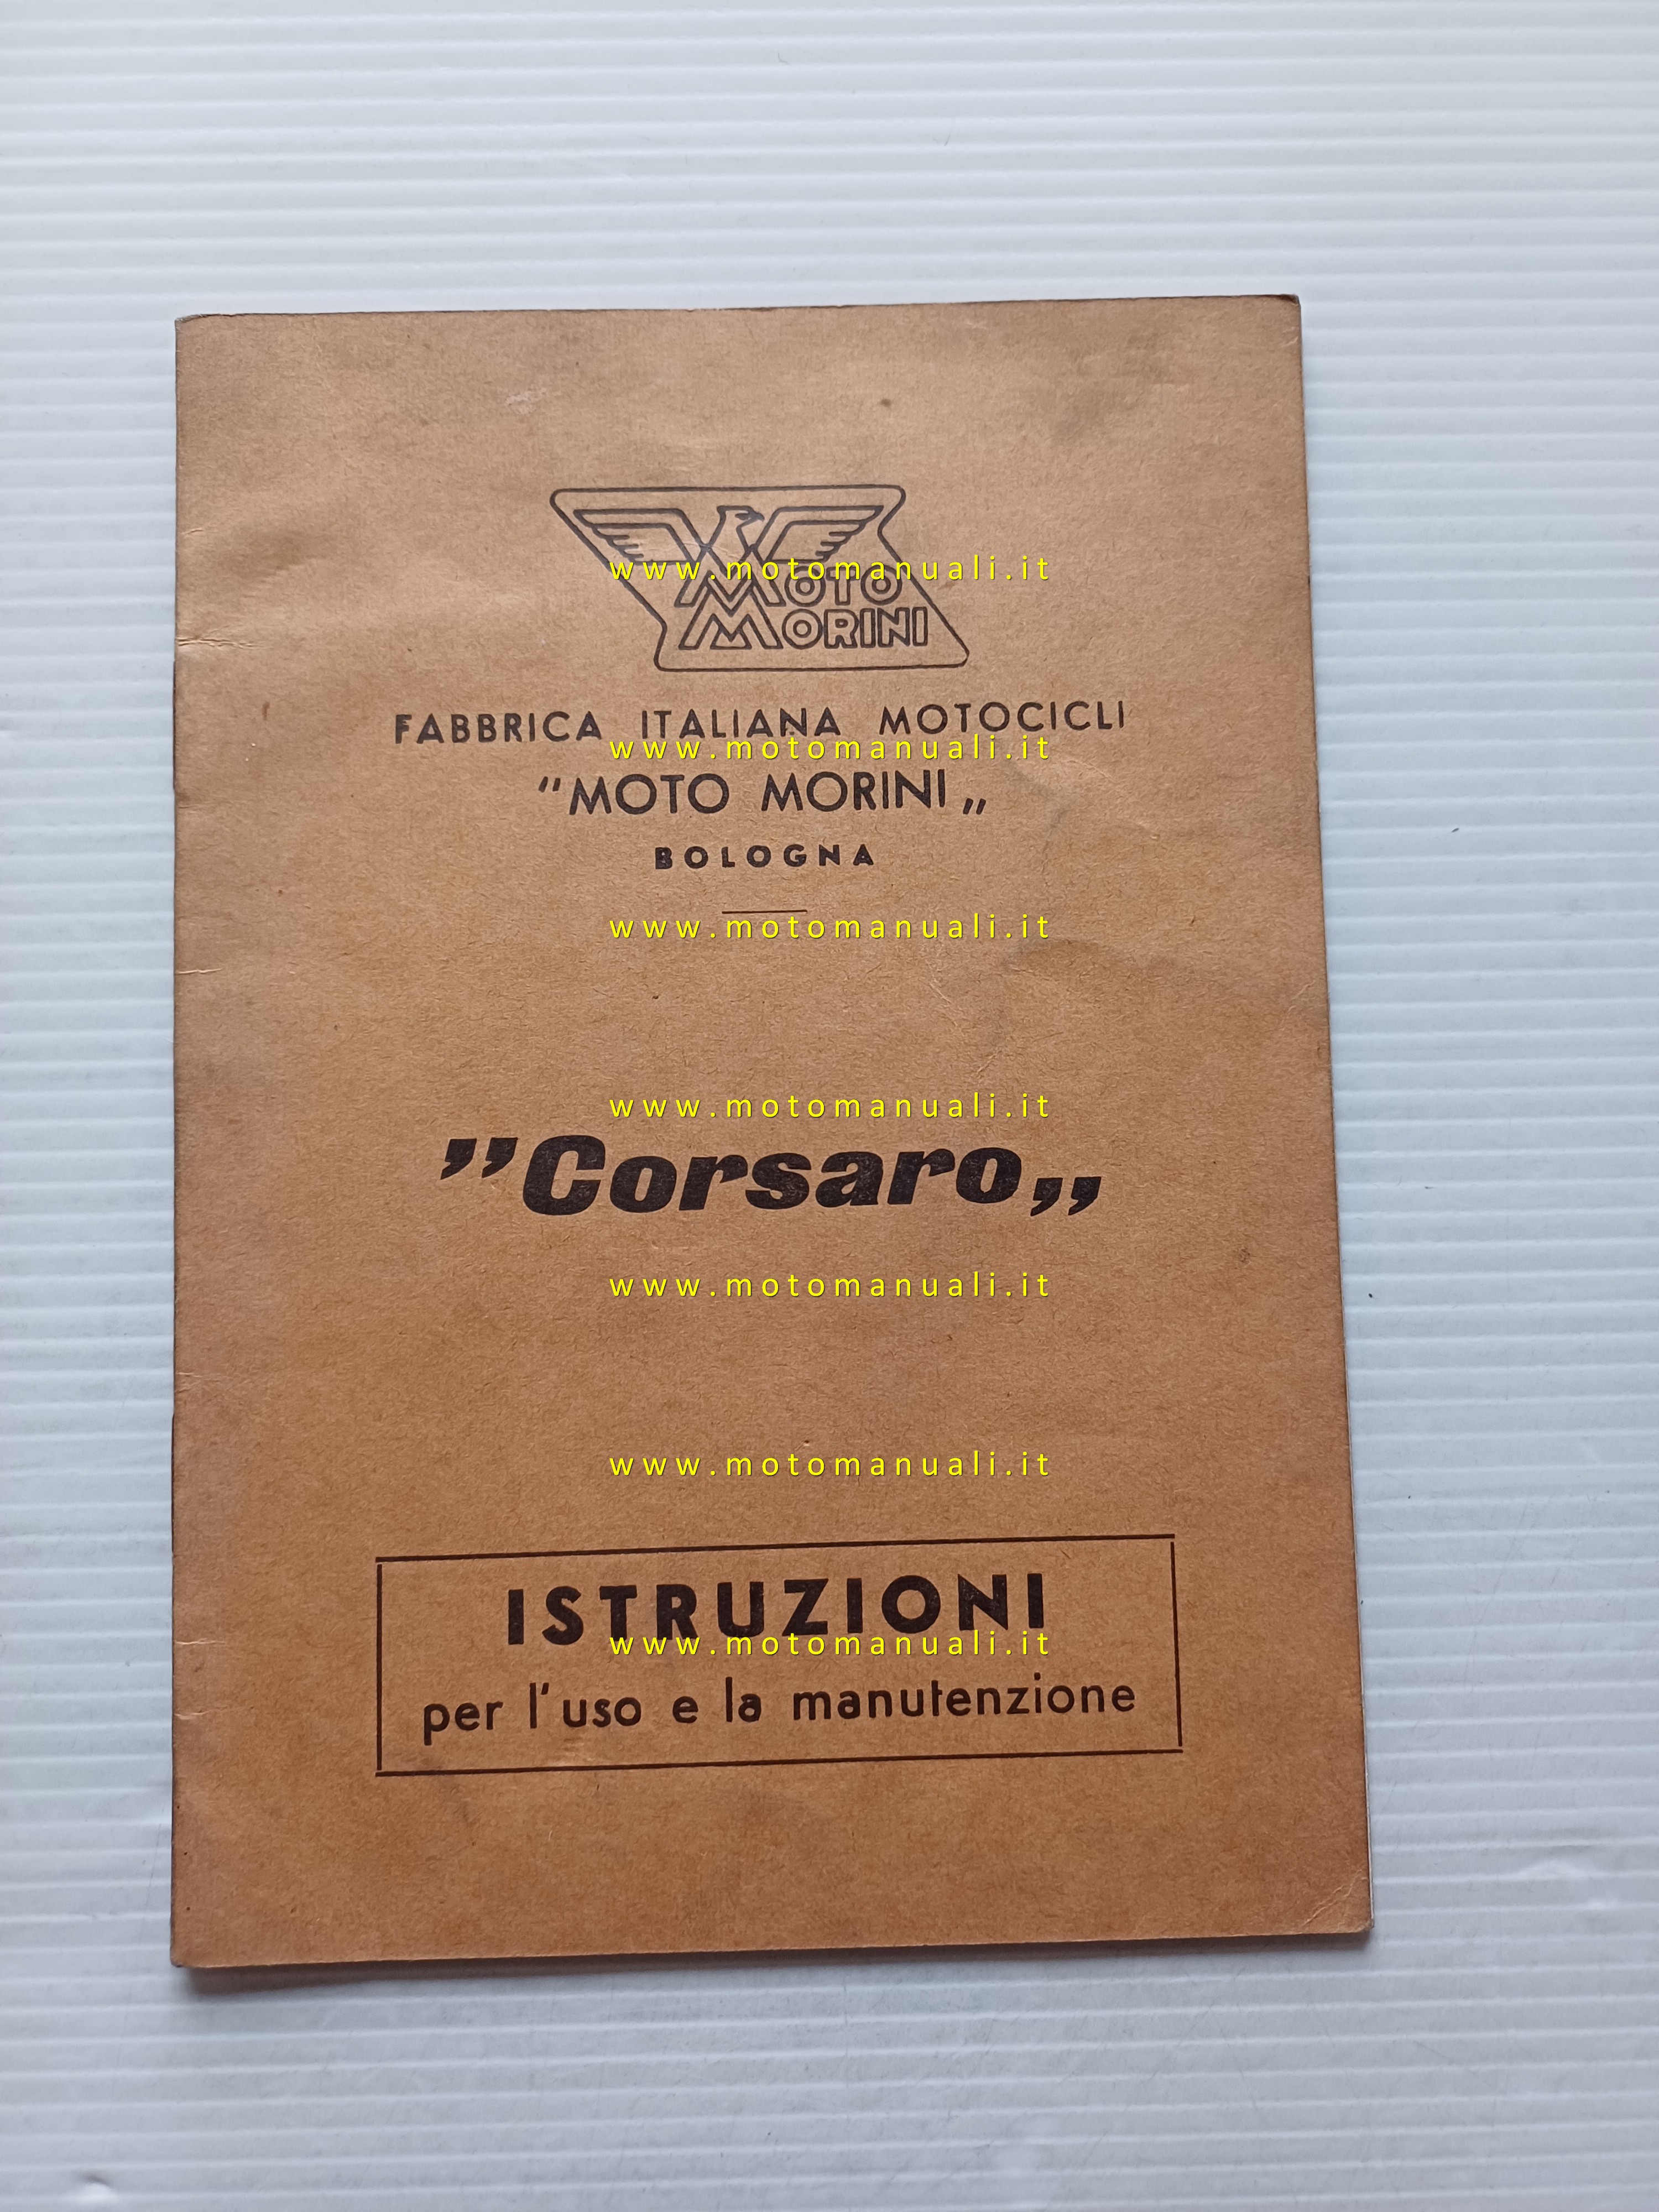 MOTO
MORINI
www.motomanuali.it
FABBRICA ITALIANA MOTOCICLI
www.motomanuali.it
"MOTO MORINI„
BOLOGNA
www.motomanuali.it
www.motomanuali.it
”Corsaro„
www.motomanuali.it
www.motomanuali.it
ISTRUZIONI
www.motomanuali.it
per l'uso e la manutenzione